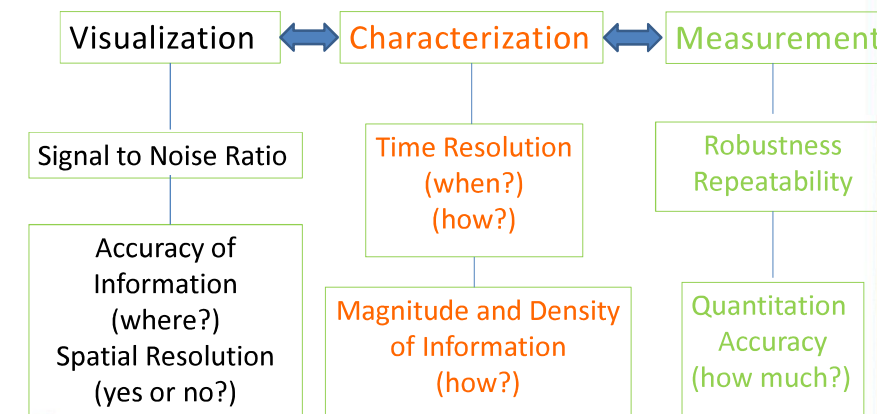 Visualization
Characterization
Measurement
Signal to Noise Ratio
Accuracy of
Information
(where?)
Spatial Resolution
(yes or no?)
Time Resolution
(when?)
(how?)
Magnitude and Density
of Information
(how?)
Robustness
Repeatability
Quantitation
Accuracy
(how much?)